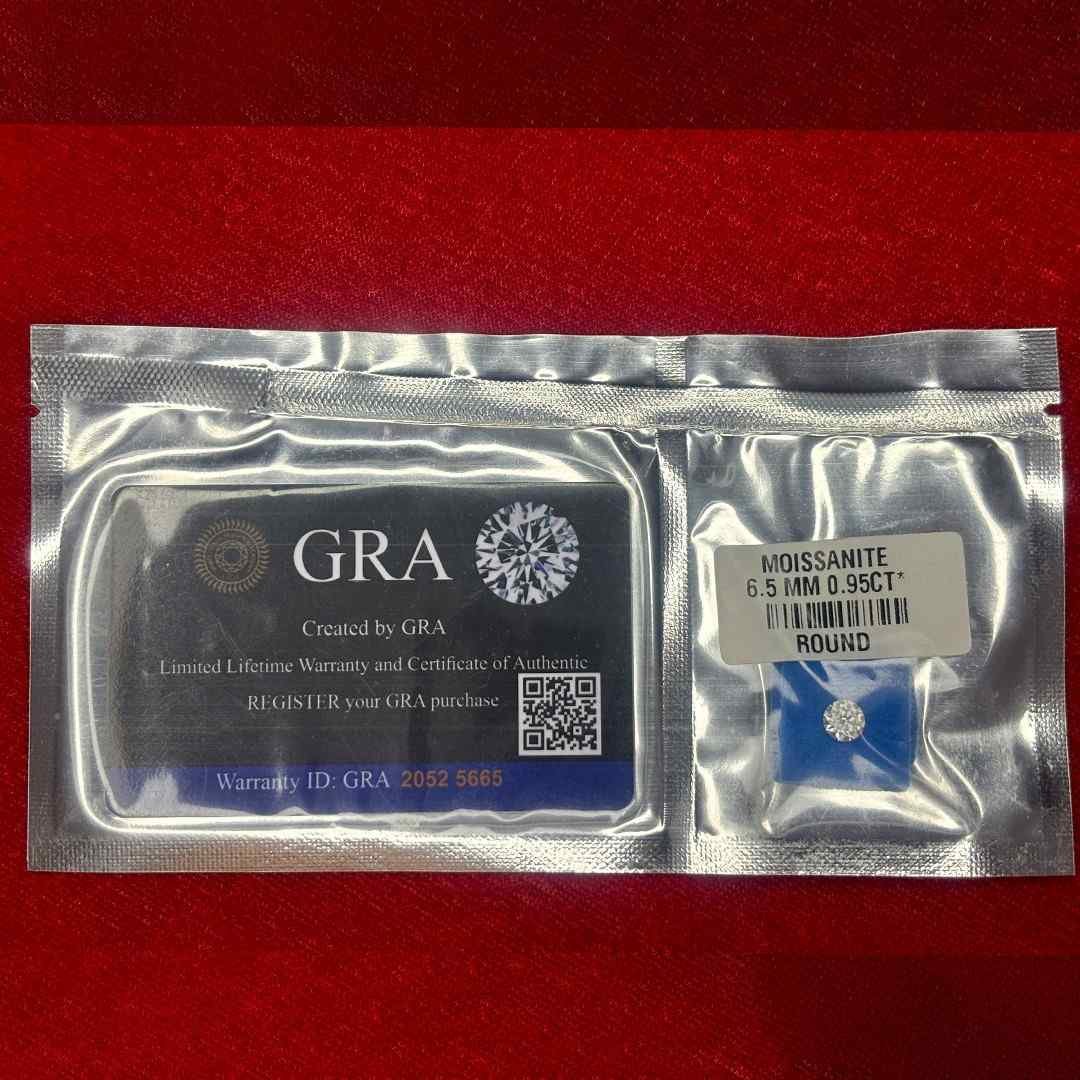 GRA
Created by GRA
Limited Lifetime Warranty and Certificate of Authentic
REGISTER your GRA purchase
Warranty ID: GRA 2052 5665
MOISSANITE
6.5 MM 0.95CT*
ROUND